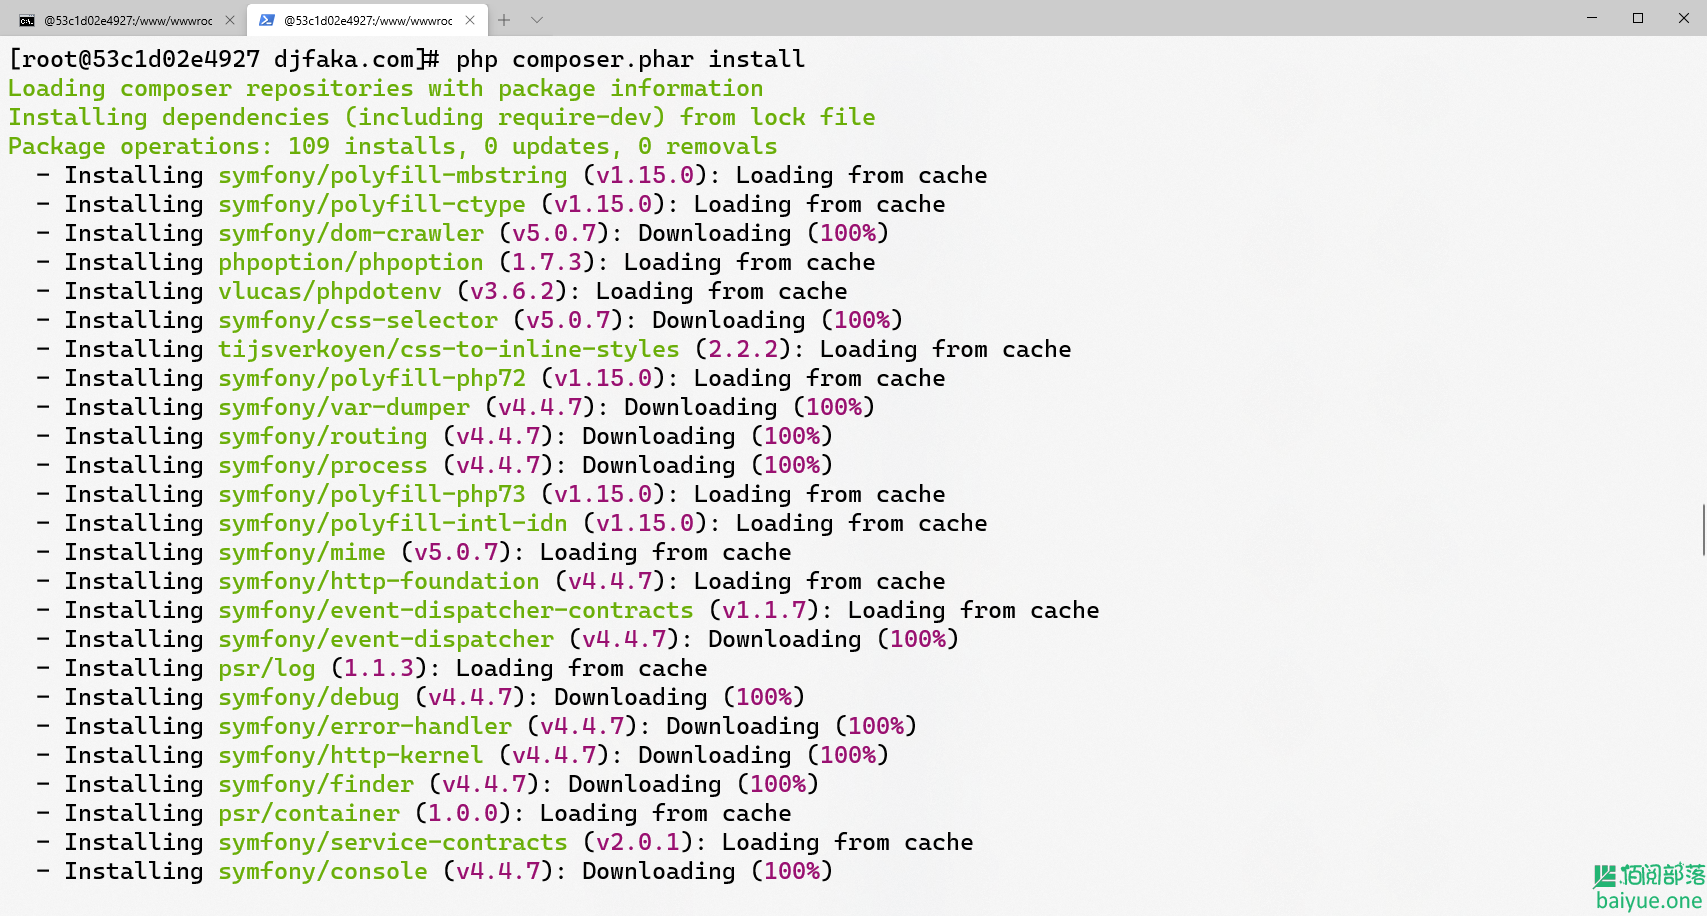 @53c1d02e4927:/www/wwwroc
@53c1d02e4927:/www/wwwroc
[root@53c1d02e4927 djfaka.com]# php composer.phar install
Loading composer repositories with package information
Installing dependencies (including require-dev) from lock file
Package operations: 109 installs, 0 updates, 0 removals
- Installing symfony/polyfill-mbstring (v1.15.0): Loading from cache
- Installing symfony/polyfill-ctype (v1.15.0): Loading from cache
- Installing symfony/dom-crawler (v5.0.7): Downloading (100%)
- Installing phpoption/phpoption (1.7.3): Loading from cache
- Installing vlucas/phpdotenv (v3.6.2): Loading from cache
- Installing symfony/css-selector (v5.0.7): Downloading (100%)
- Installing tijsverkoyen/css-to-inline-styles (2.2.2): Loading from cache
- Installing symfony/polyfill-php72 (v1.15.0): Loading from cache
- Installing symfony/var-dumper (v4.4.7): Downloading (100%)
- Installing symfony/routing (v4.4.7): Downloading (100%)
- Installing symfony/process (v4.4.7): Downloading (100%)
- Installing symfony/polyfill-php73 (v1.15.0): Loading from cache
- Installing symfony/polyfill-intl-idn (v1.15.0): Loading from cache
- Installing symfony/mime (v5.0.7): Loading from cache
- Installing symfony/http-foundation (v4.4.7): Loading from cache
- Installing symfony/event-dispatcher-contracts (v1.1.7): Loading from cache
- Installing symfony/event-dispatcher (v4.4.7): Downloading (100%)
- Installing psr/log (1.1.3): Loading from cache
- Installing symfony/debug (v4.4.7): Downloading (100%)
- Installing symfony/error-handler (v4.4.7): Downloading (100%)
- Installing symfony/http-kernel (v4.4.7): Downloading (100%)
- Installing symfony/finder (v4.4.7): Downloading (100%)
- Installing psr/container (1.0.0): Loading from cache
- Installing symfony/service-contracts (v2.0.1): Loading from cache
- Installing symfony/console (v4.4.7): Downloading (100%)
佰阅部落
baiyue.one